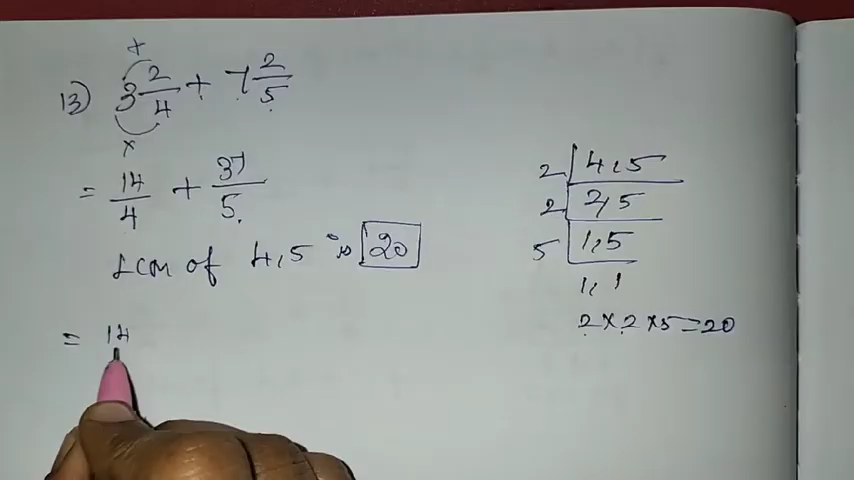 13) 3 2/4 + 7 2/5
+
×
= 14/4 + 37/5
LCM of 4,5 is 20
= 14
2 | 4,5
2 | 2,5
5 | 1,5
1,1
2×2×5=20